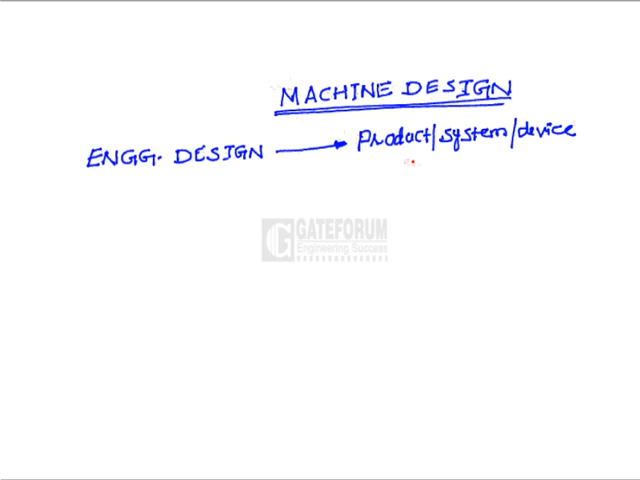 MACHINE DESIGN
ENGG. DESIGN → Product/system/device
GATEFORUM
Engineering Success